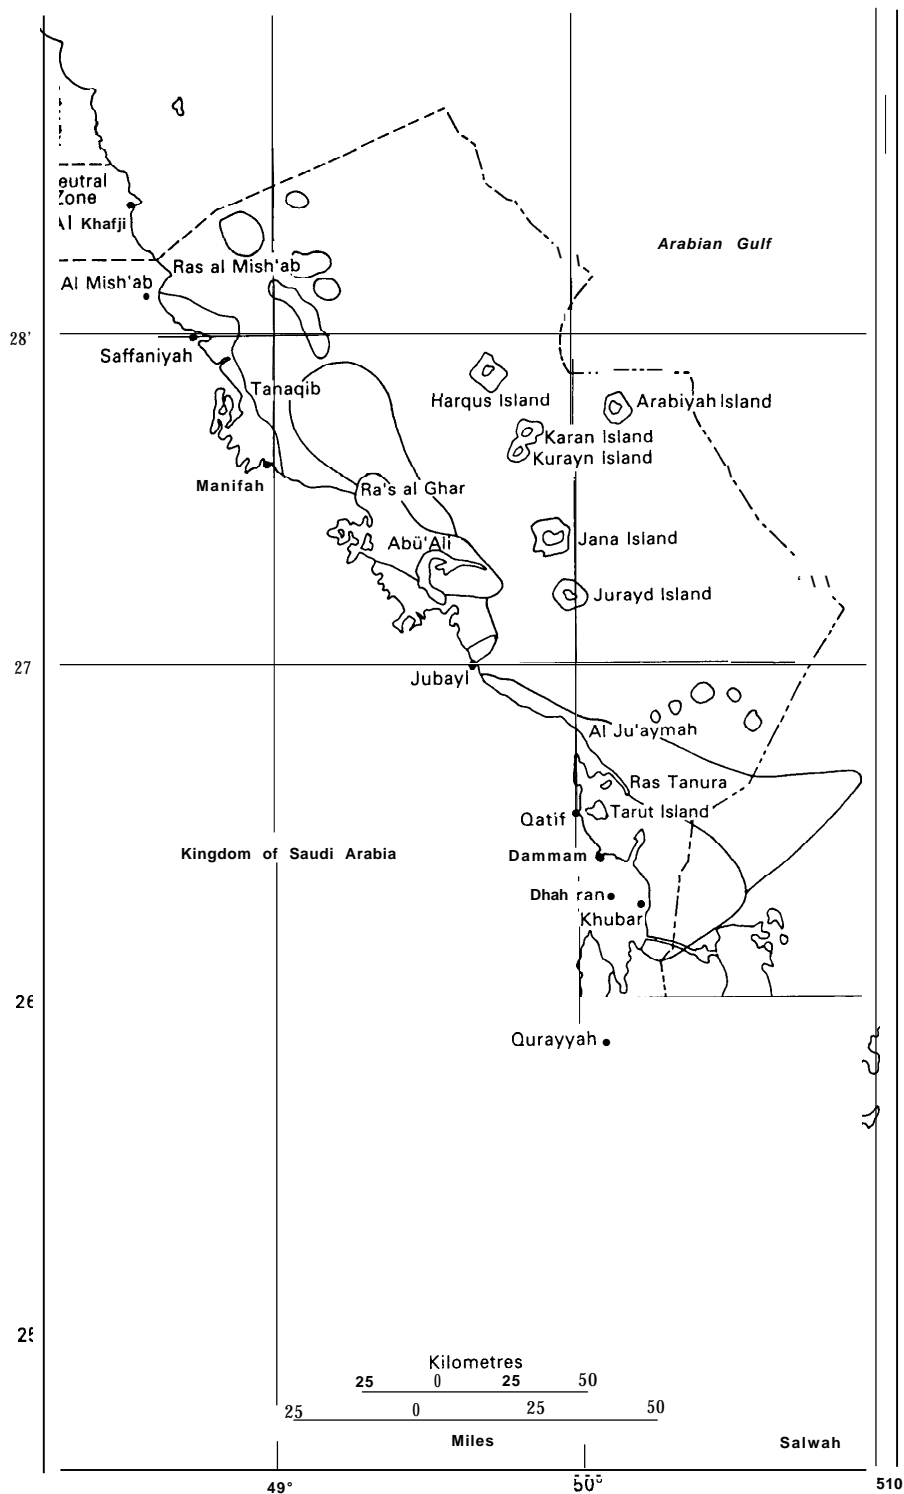 eutral
Zone
Al Khafji
Arabian Gulf
Ras al Mish'ab
Al Mish'ab
28'
Saffaniyah
Tanaqib
Harqus Island
Arabiyah Island
Karan Island
Kurayn Island
Manifah
Ra's al Ghar
Jana Island
Abü'Ali
Jurayd Island
27
Jubayl
Al Ju'aymah
Ras Tanura
Tarut Island
Qatif
Kingdom of Saudi Arabia
Dammam
Dhah ran
Khubar
26
Qurayyah
25
Kilometres
25 0 25 50
25 0 25 50
Miles
Salwah
49° 50° 510